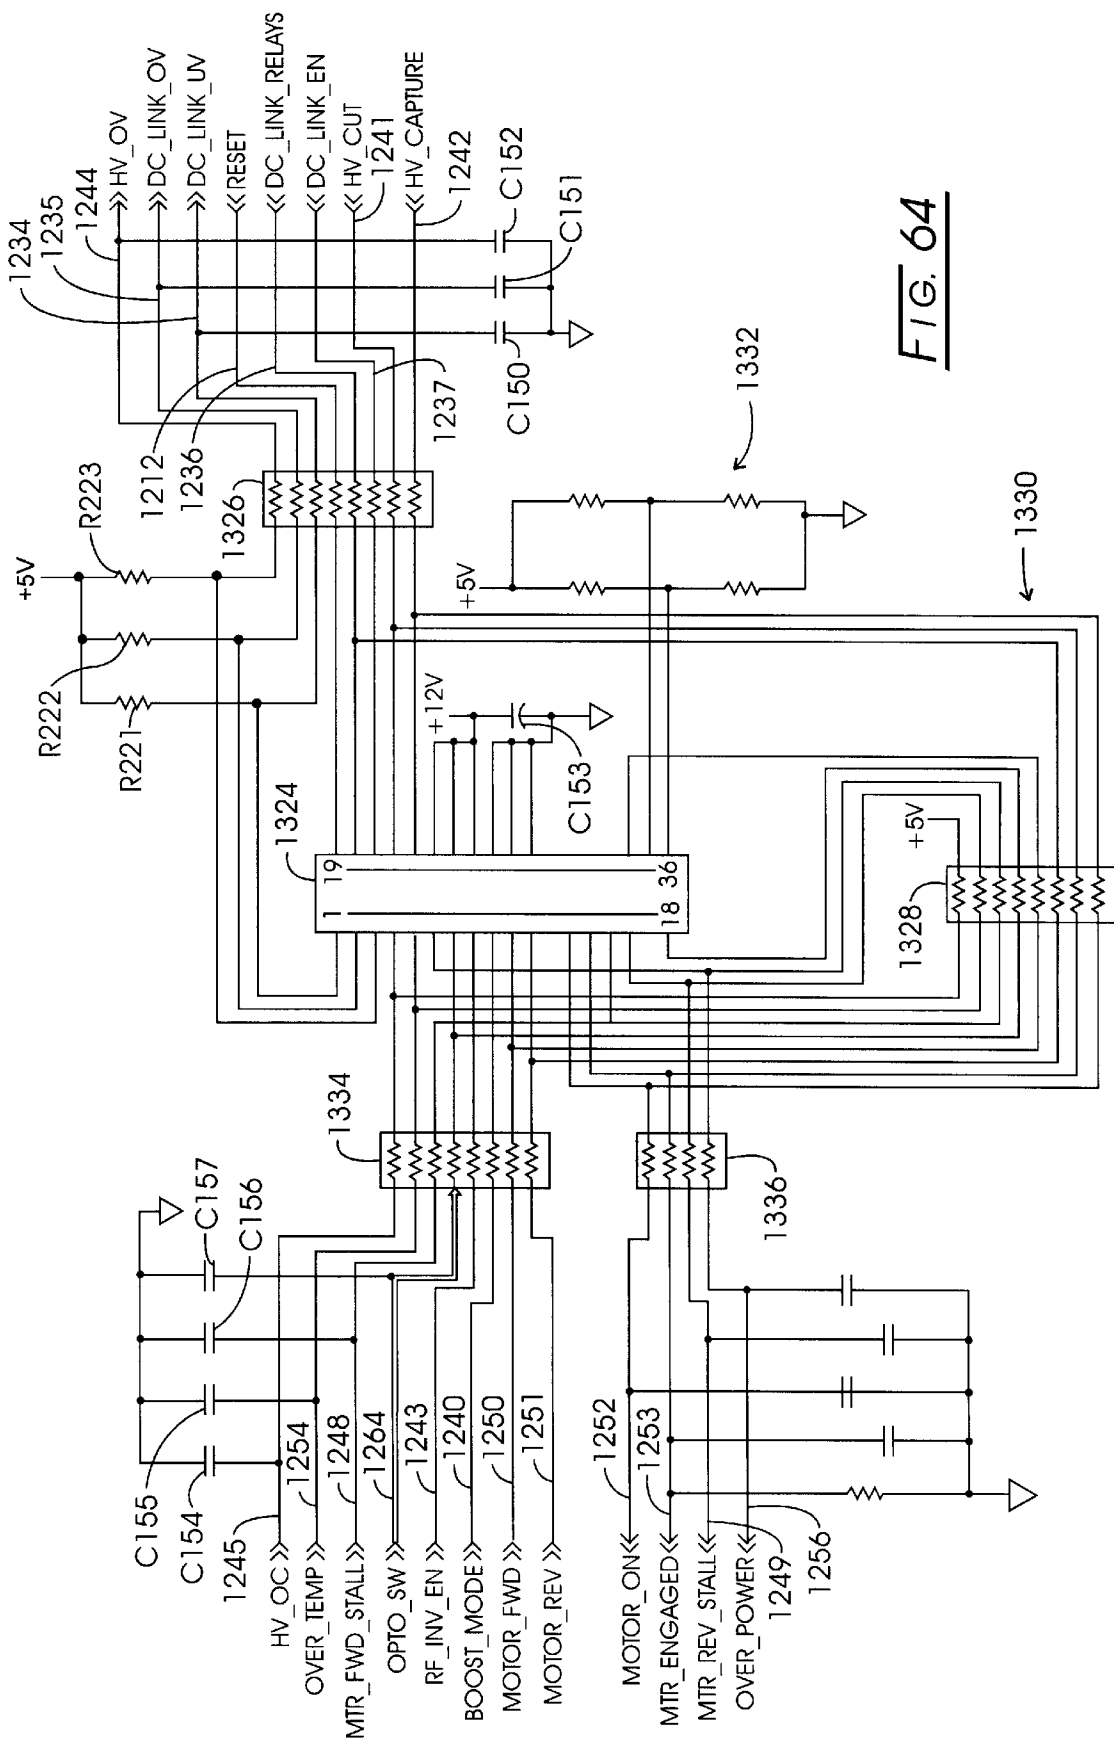 1244
1235
1234
HV_OV
DC_LINK_OV
DC_LINK_UV
RESET
DC_LINK_RELAYS
DC_LINK_EN
HV_CUT
1241
HV_CAPTURE
1242
C152
C151
C150
1212
1236
1237
+5V
R223
R222
R221
1326
1332
+5V
1330
+12V
C153
1324
1
19
18
36
1328
+5V
1334
1336
C157
C156
C155
C154
1245
1254
1248
1264
1243
1240
1250
1251
HV_OC
OVER_TEMP
MTR_FWD_STALL
OPTO_SW
RF_INV_EN
BOOST_MODE
MOTOR_FWD
MOTOR_REV
1252
1253
MOTOR_ON
MTR_ENGAGED
MTR_REV_STALL
1249
OVER_POWER
1256
FIG. 64